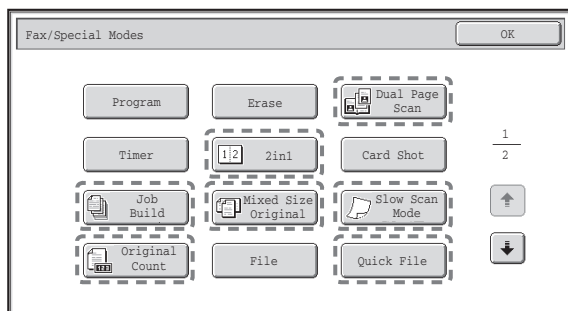 Fax/Special Modes
OK
Program
Erase
Dual Page
Scan
Timer
1 2
2in1
Card Shot
1
2
Job
Build
Mixed Size
Original
Slow Scan
Mode
Original
Count
123
File
Quick File